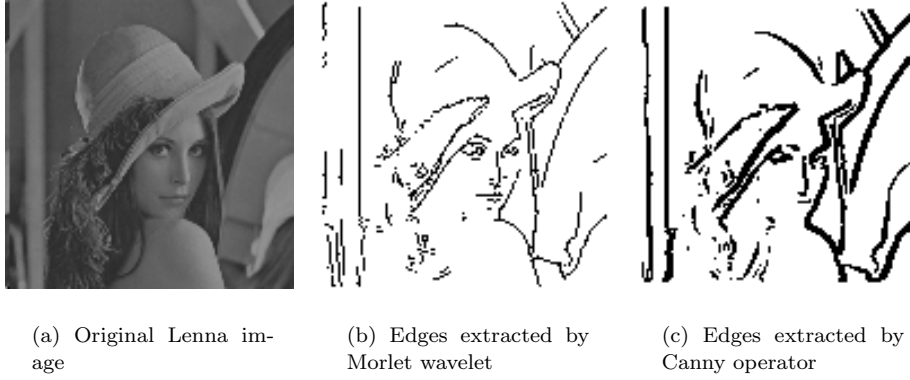 (a) Original Lenna im-
age
(b) Edges extracted by
Morlet wavelet
(c) Edges extracted by
Canny operator